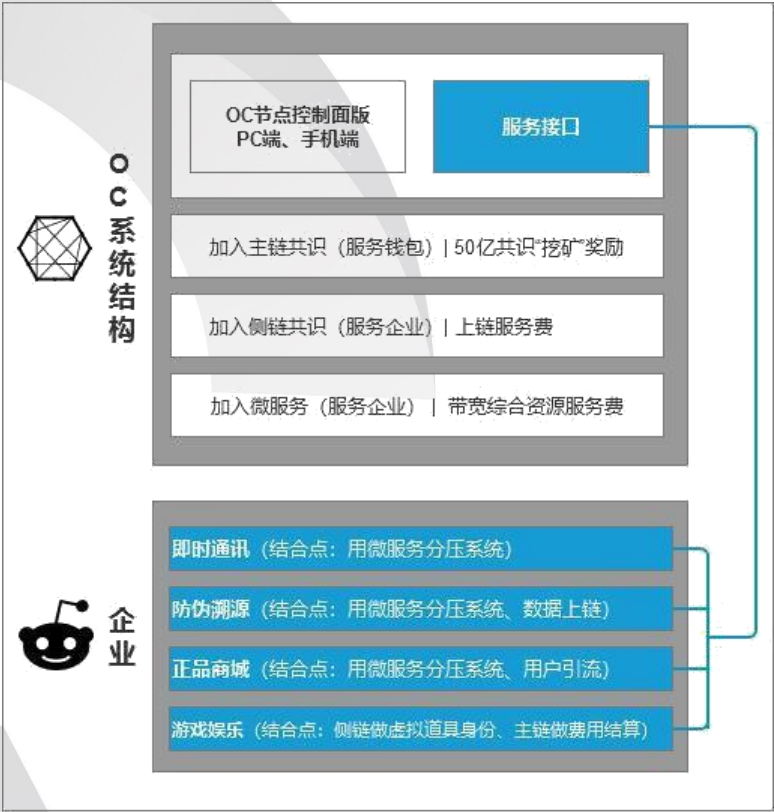 OC系统结构
OC节点控制面版
PC端、手机端
服务接口
加入主链共识（服务钱包）| 50亿共识“挖矿”奖励
加入侧链共识（服务企业）| 上链服务费
加入微服务（服务企业） | 带宽综合资源服务费
企业
即时通讯（结合点：用微服务分压系统）
防伪溯源（结合点：用微服务分压系统、数据上链）
正品商城（结合点：用微服务分压系统、用户引流）
游戏娱乐（结合点：侧链做虚拟道具身份、主链做费用结算）